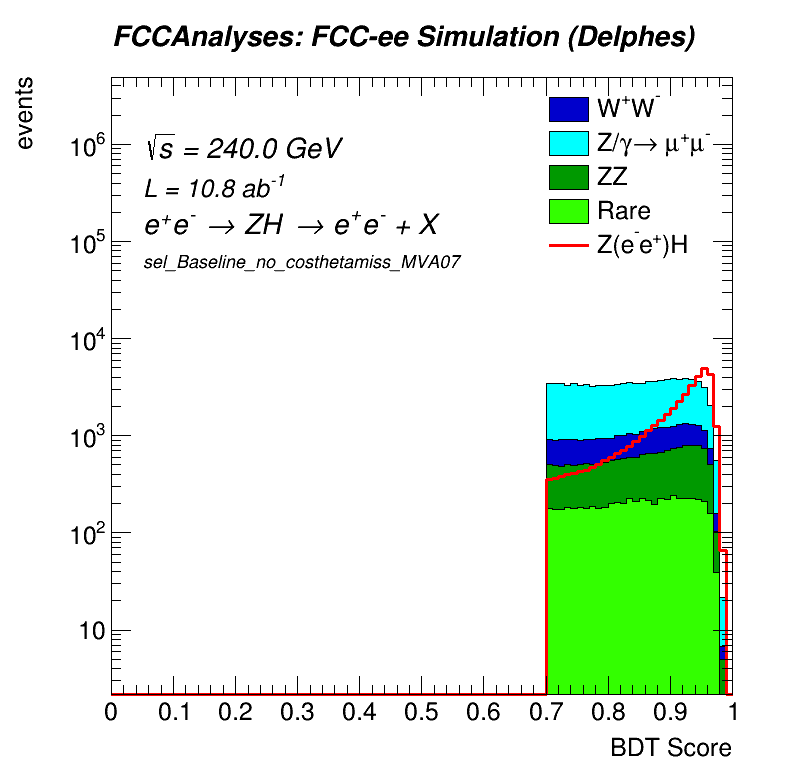 FCCAnalyses: FCC-ee Simulation (Delphes)
events
√s = 240.0 GeV
L = 10.8 ab⁻¹
e⁺e⁻ → ZH → e⁺e⁻ + X
sel_Baseline_no_costhetamiss_MVA07
W⁺W⁻
Z/γ→ μ⁺μ⁻
ZZ
Rare
Z(e⁻e⁺)H
10⁶
10⁵
10⁴
10³
10²
10
0 0.1 0.2 0.3 0.4 0.5 0.6 0.7 0.8 0.9 1
BDT Score